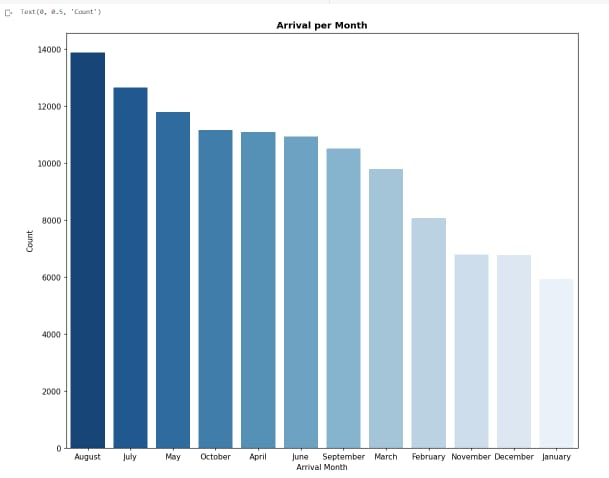 Text(0, 0.5, 'Count')
Arrival per Month
14000
12000
10000
8000
6000
4000
2000
0
Count
August July May October April June September March February November December January
Arrival Month